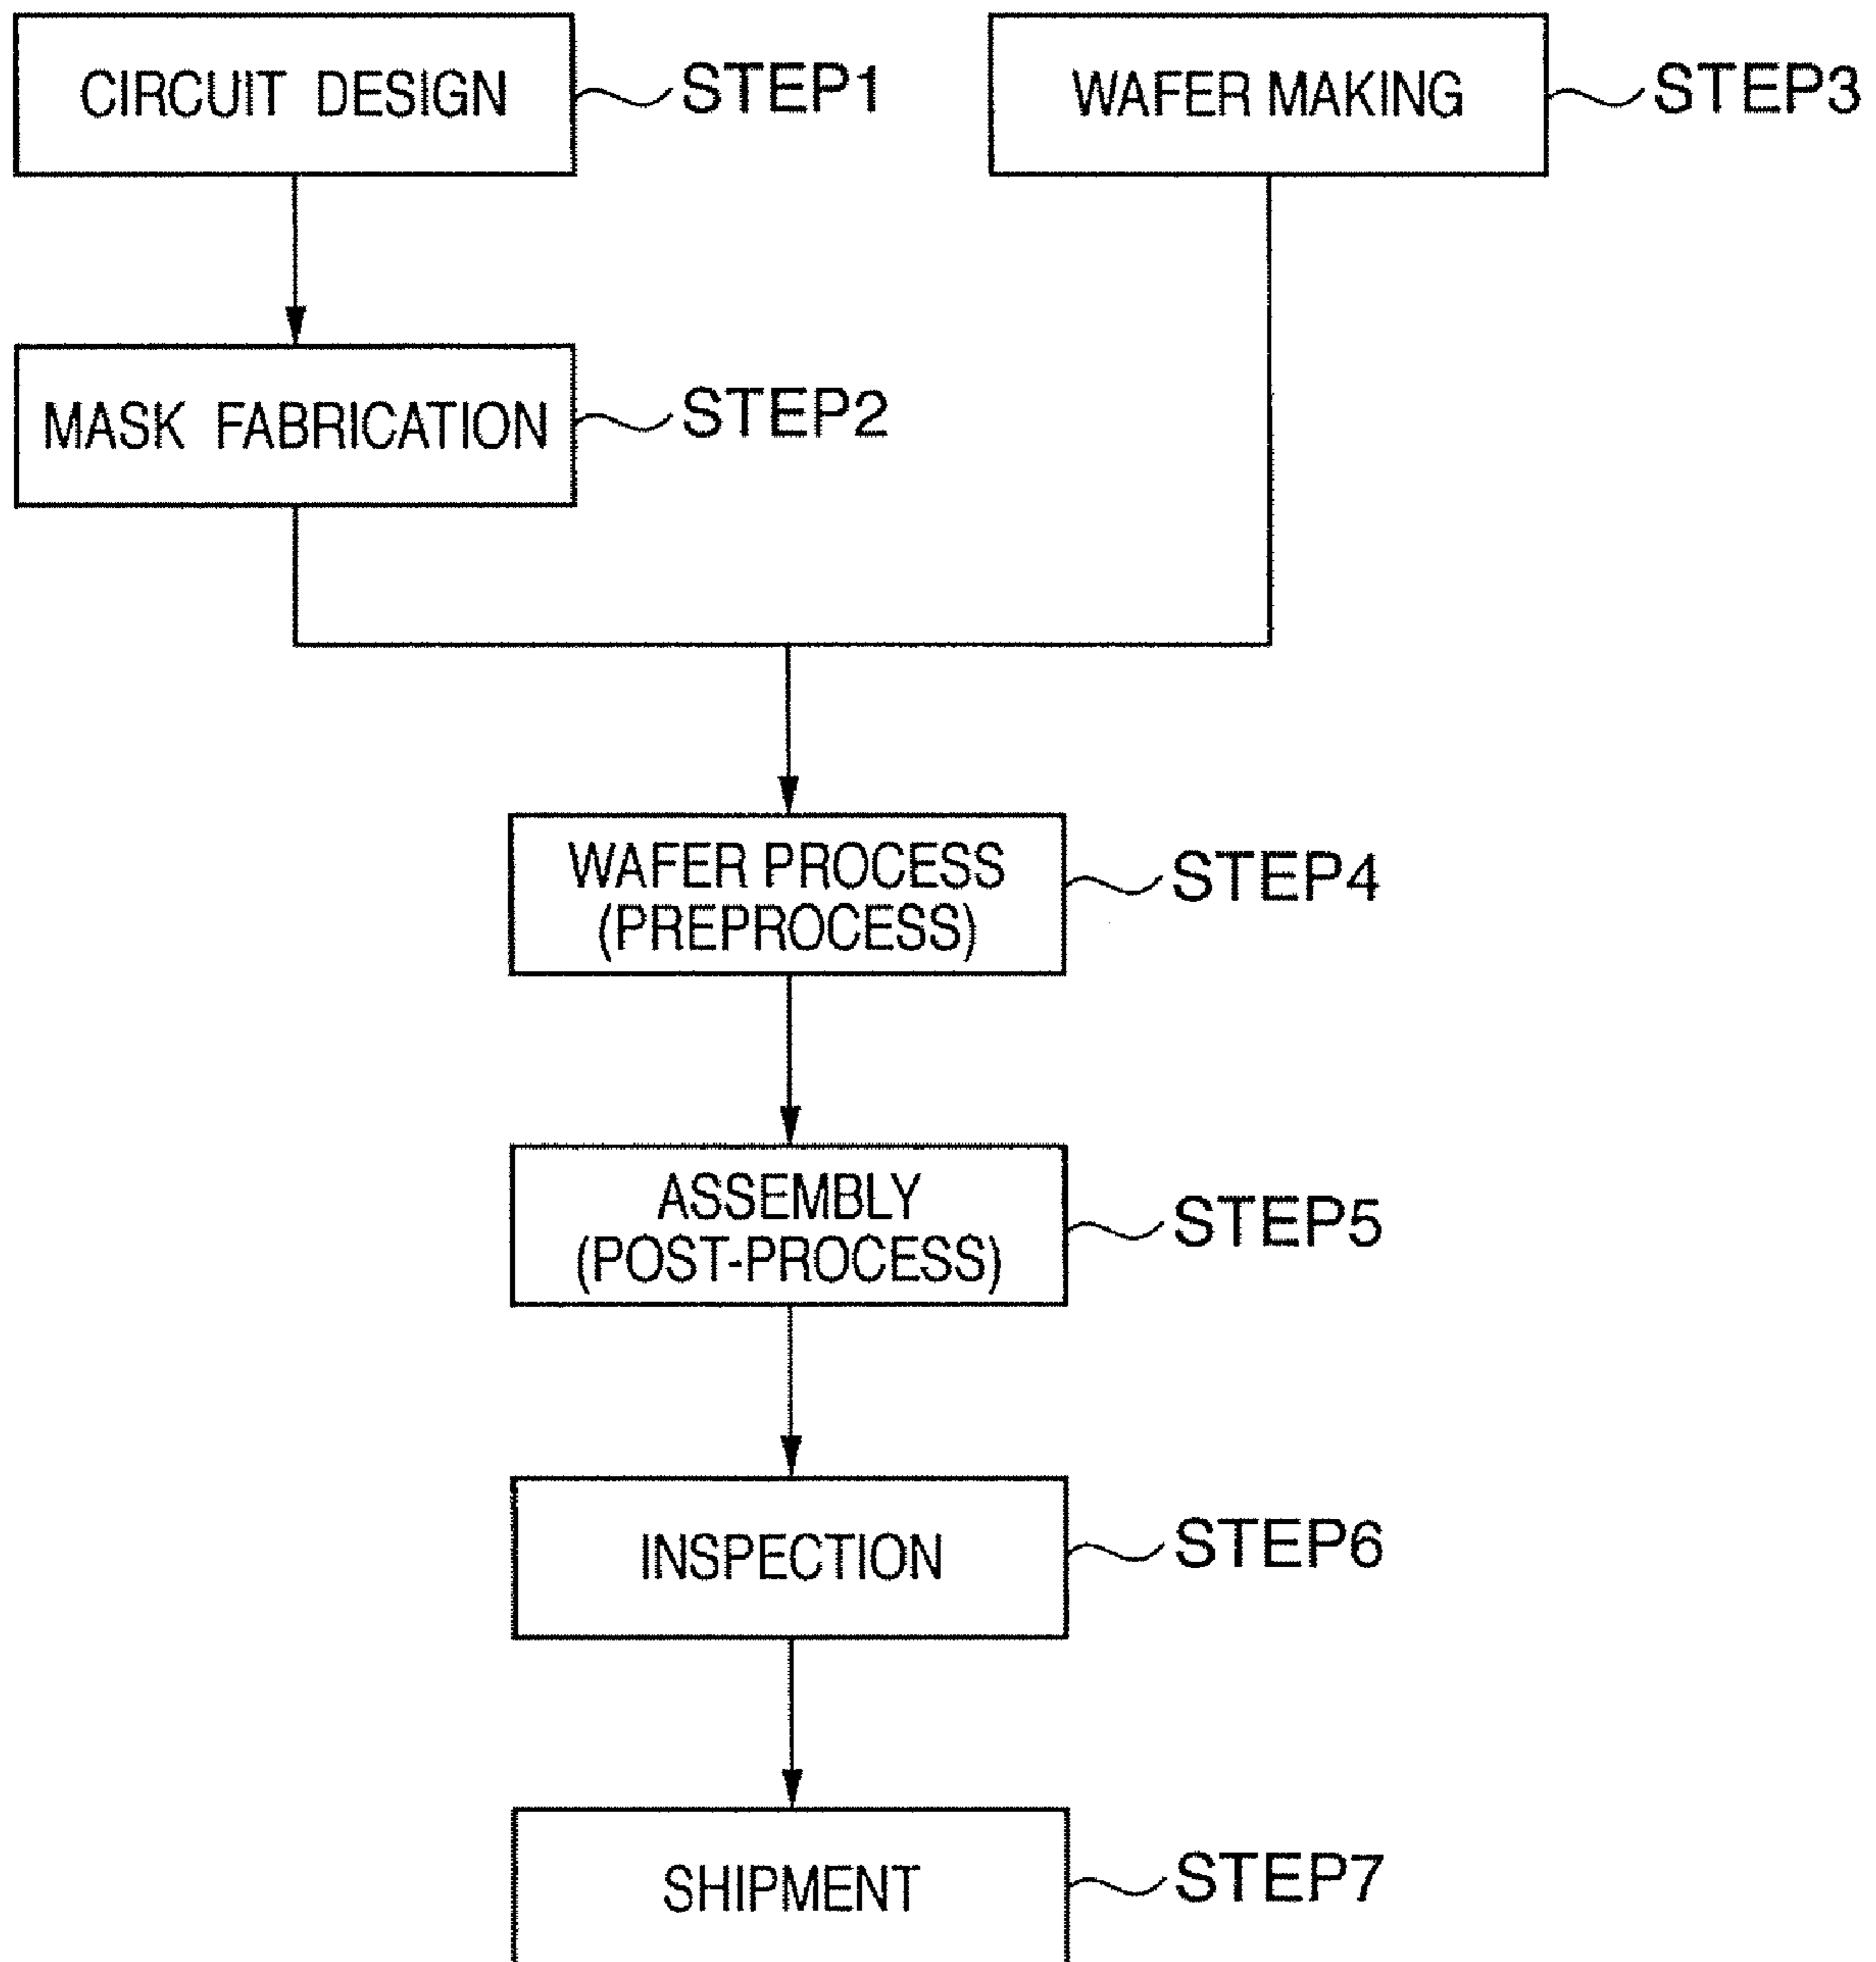 CIRCUIT DESIGN STEP1
WAFER MAKING STEP3
MASK FABRICATION STEP2
WAFER PROCESS
(PREPROCESS) STEP4
ASSEMBLY
(POST-PROCESS) STEP5
INSPECTION STEP6
SHIPMENT STEP7